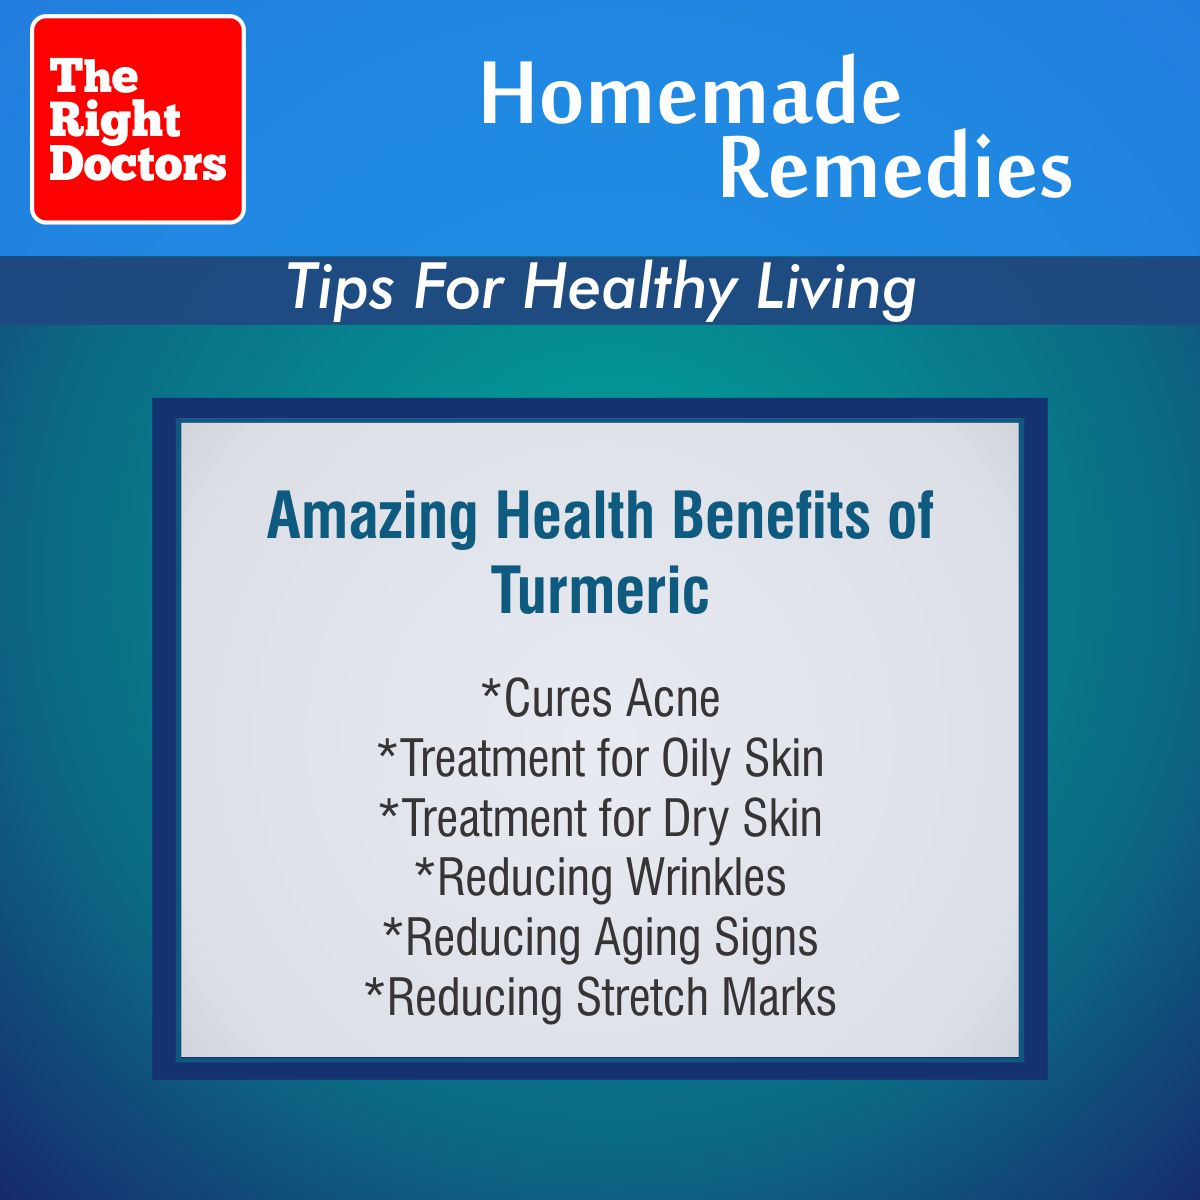 The
Right
Doctors
Homemade
Remedies
Tips For Healthy Living
Amazing Health Benefits of
Turmeric
*Cures Acne
*Treatment for Oily Skin
*Treatment for Dry Skin
*Reducing Wrinkles
*Reducing Aging Signs
*Reducing Stretch Marks